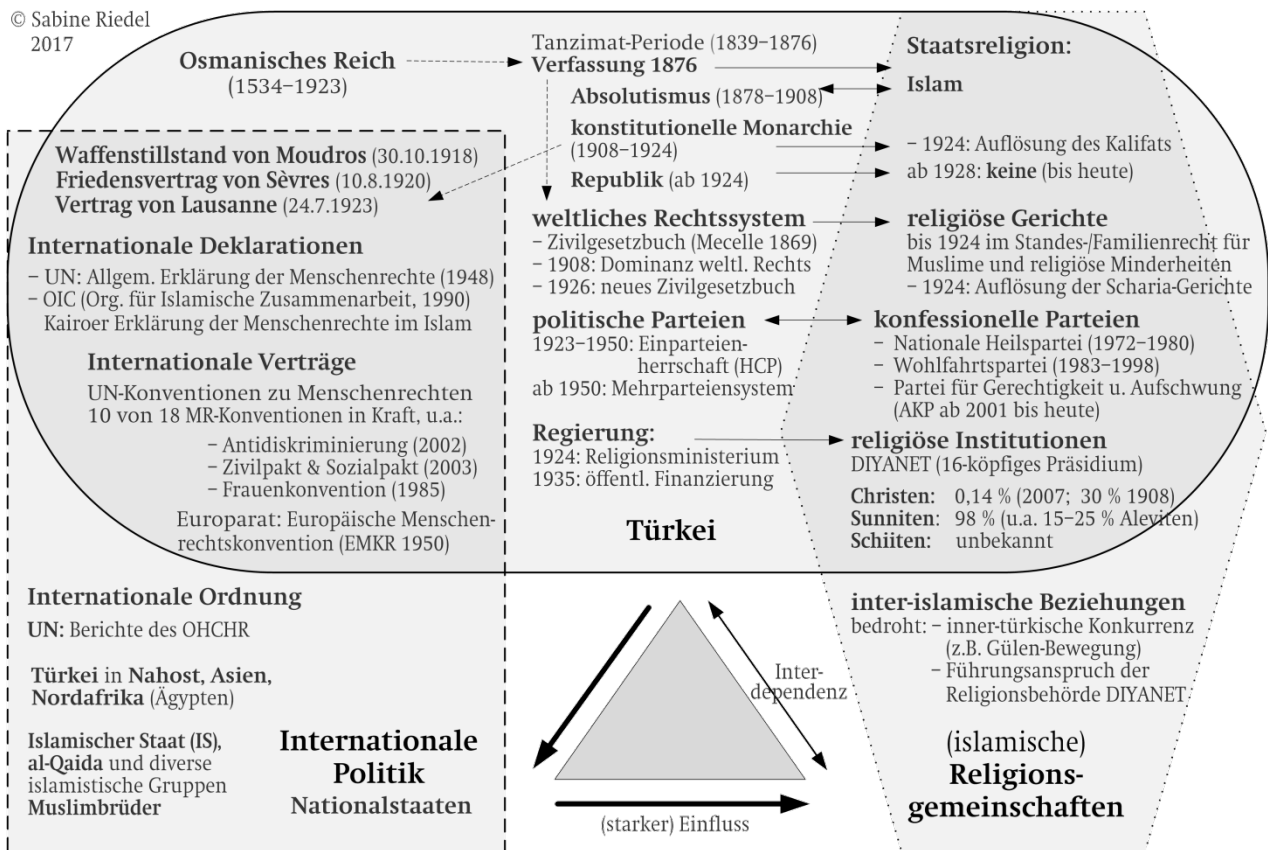 © Sabine Riedel
2017
Osmanisches Reich
(1534–1923)
Tanzimat-Periode (1839–1876)
Verfassung 1876
Absolutismus (1878–1908)
konstitutionelle Monarchie
(1908–1924)
Republik (ab 1924)
Staatsreligion:
Islam
– 1924: Auflösung des Kalifats
ab 1928: keine (bis heute)
Waffenstillstand von Moudros (30.10.1918)
Friedensvertrag von Sèvres (10.8.1920)
Vertrag von Lausanne (24.7.1923)
Internationale Deklarationen
– UN: Allgem. Erklärung der Menschenrechte (1948)
– OIC (Org. für Islamische Zusammenarbeit, 1990)
Kairoer Erklärung der Menschenrechte im Islam
Internationale Verträge
UN-Konventionen zu Menschenrechten
10 von 18 MR-Konventionen in Kraft, u.a.:
– Antidiskriminierung (2002)
– Zivilpakt & Sozialpakt (2003)
– Frauenkonvention (1985)
Europarat: Europäische Menschen-
rechtskonvention (EMKR 1950)
weltliches Rechtssystem
– Zivilgesetzbuch (Mecelle 1869)
– 1908: Dominanz weltl. Rechts
– 1926: neues Zivilgesetzbuch
politische Parteien
1923–1950: Einparteien-
herrschaft (HCP)
ab 1950: Mehrparteiensystem
Regierung:
1924: Religionsministerium
1935: öffentl. Finanzierung
Türkei
religiöse Gerichte
bis 1924 im Standes-/Familienrecht für
Muslime und religiöse Minderheiten
– 1924: Auflösung der Scharia-Gerichte
konfessionelle Parteien
– Nationale Heilspartei (1972–1980)
– Wohlfahrtspartei (1983–1998)
– Partei für Gerechtigkeit u. Aufschwung
(AKP ab 2001 bis heute)
religiöse Institutionen
DIYANET (16-köpfiges Präsidium)
Christen: 0,14 % (2007; 30 % 1908)
Sunniten: 98 % (u.a. 15–25 % Aleviten)
Schiiten: unbekannt
Internationale Ordnung
UN: Berichte des OHCHR
Türkei in Nahost, Asien,
Nordafrika (Ägypten)
Islamischer Staat (IS),
al-Qaida und diverse
islamistische Gruppen
Muslimbrüder
Internationale
Politik
Nationalstaaten
Inter-
dependenz
(starker) Einfluss
inter-islamische Beziehungen
bedroht: – inner-türkische Konkurrenz
(z.B. Gülen-Bewegung)
– Führungsanspruch der
Religionsbehörde DIYANET
(islamische)
Religions-
gemeinschaften